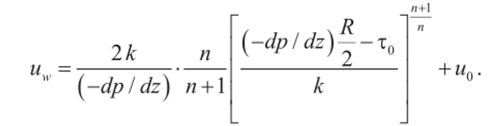 $$u_w = \frac{2k}{(-dp/dz)} \cdot \frac{n}{n+1} \left[ \frac{(-dp/dz)\frac{R}{2} - \tau_0}{k} \right]^{\frac{n+1}{n}} + u_0.$$